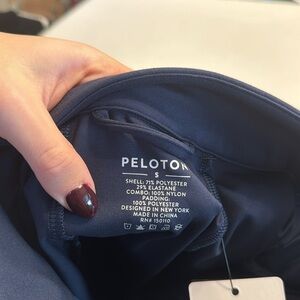 PELOTON
S
SHELL: 71% POLYESTER
29% ELASTANE
COMBO: 100% NYLON
PADDING:
100% POLYESTER
DESIGNED IN NEW YORK
MADE IN CHINA
RN# 150110